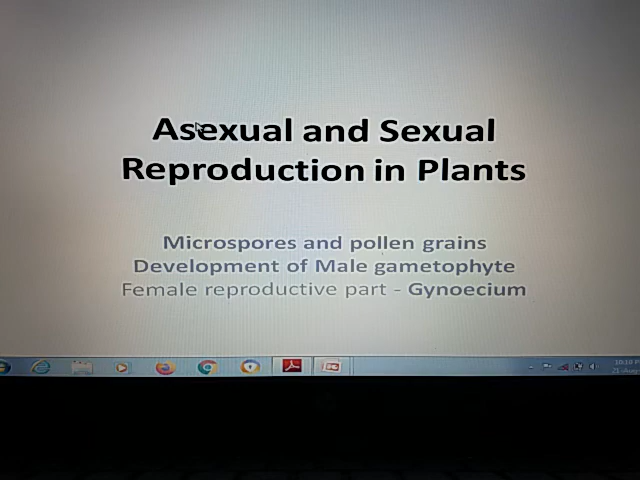 Asexual and Sexual
Reproduction in Plants
Microspores and pollen grains
Development of Male gametophyte
Female reproductive part - Gynoecium